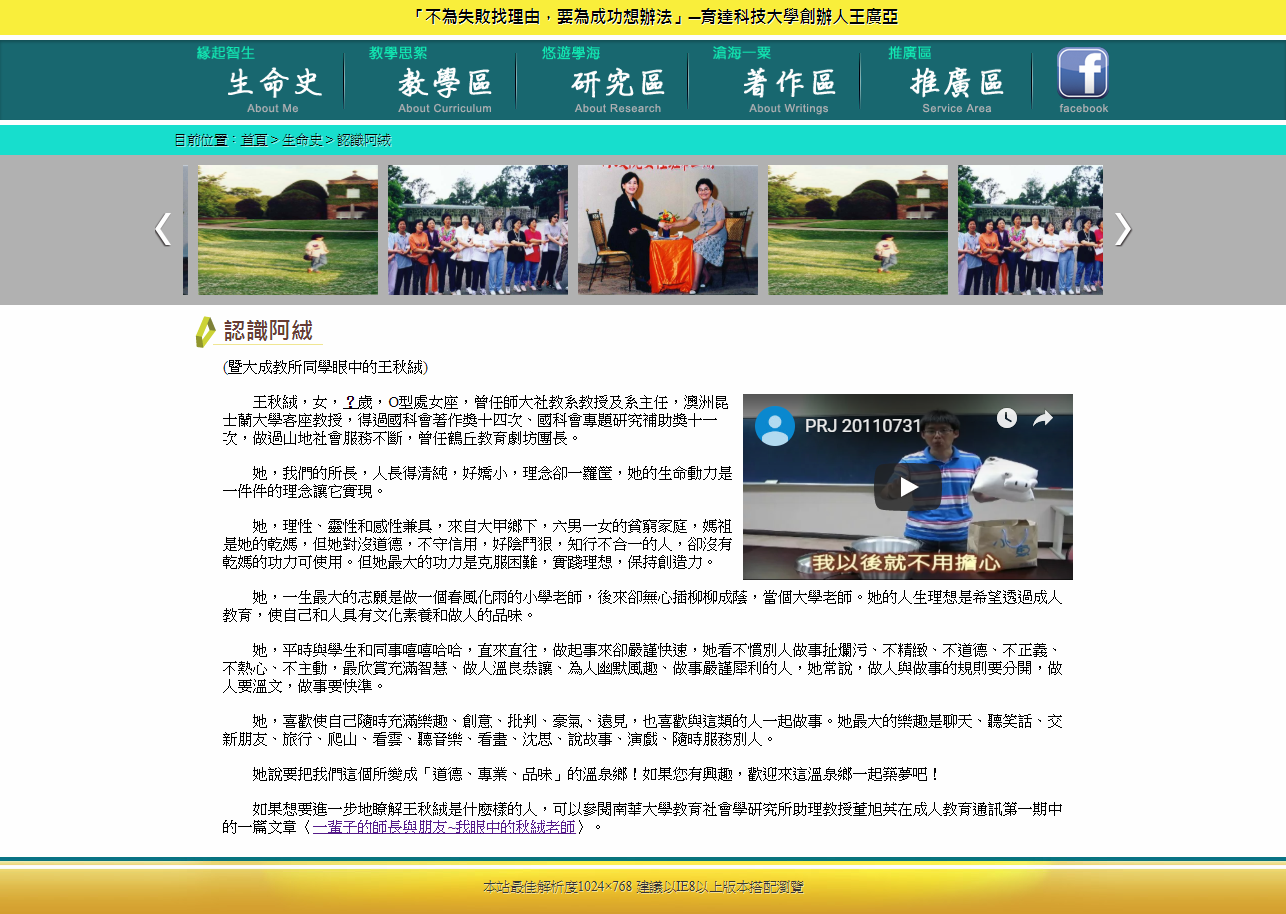 「不為失敗找理由，要為成功想辦法」─育達科技大學創辦人王廣亞
緣起智生
生命史
About Me
教學思絮
教學區
About Curriculum
悠遊學海
研究區
About Research
滄海一粟
著作區
About Writings
推廣區
推廣區
Service Area
facebook
目前位置：首頁 > 生命史 > 認識阿絨
認識阿絨
(暨大成教所同學眼中的王秋絨)
王秋絨，女，？歲，O型處女座，曾任師大社教系教授及系主任，澳洲昆
士蘭大學客座教授，得過國科會著作獎十四次、國科會專題研究補助獎十一
次，做過山地社會服務不斷，曾任鶴丘教育劇坊團長。
PRJ 20110731
我以後就不用擔心
她，我們的所長，人長得清純，好嬌小，理念卻一籮筐，她的生命動力是
一件件的理念讓它實現。
她，理性、靈性和感性兼具，來自大甲鄉下，六男一女的貧窮家庭，媽祖
是她的乾媽，但她對沒道德，不守信用，好陰鬥狠，知行不合一的人，卻沒有
乾媽的功力可使用。但她最大的功力是克服困難，實踐理想，保持創造力。
她，一生最大的志願是做一個春風化雨的小學老師，後來卻無心插柳柳成蔭，當個大學老師。她的人生理想是希望透過成人
教育，使自己和人具有文化素養和做人的品味。
她，平時與學生和同事嘻嘻哈哈，直來直往，做起事來卻嚴謹快速，她看不慣別人做事扯爛污、不精緻、不道德、不正義、
不熱心、不主動，最欣賞充滿智慧、做人溫良恭讓、為人幽默風趣、做事嚴謹犀利的人，她常說，做人與做事的規則要分開，做
人要溫文，做事要快準。
她，喜歡使自己隨時充滿樂趣、創意、批判、豪氣、遠見，也喜歡與這類的人一起做事。她最大的樂趣是聊天、聽笑話、交
新朋友、旅行、爬山、看雲、聽音樂、看畫、沈思、說故事、演戲、隨時服務別人。
她說要把我們這個所變成「道德、專業、品味」的溫泉鄉！如果您有興趣，歡迎來這溫泉鄉一起築夢吧！
如果想要進一步地瞭解王秋絨是什麼樣的人，可以參閱南華大學教育社會學研究所助理教授董旭英在成人教育通訊第一期中
的一篇文章〈一輩子的師長與朋友~我眼中的秋絨老師〉。
本站最佳解析度1024×768 建議以IE8以上版本搭配瀏覽